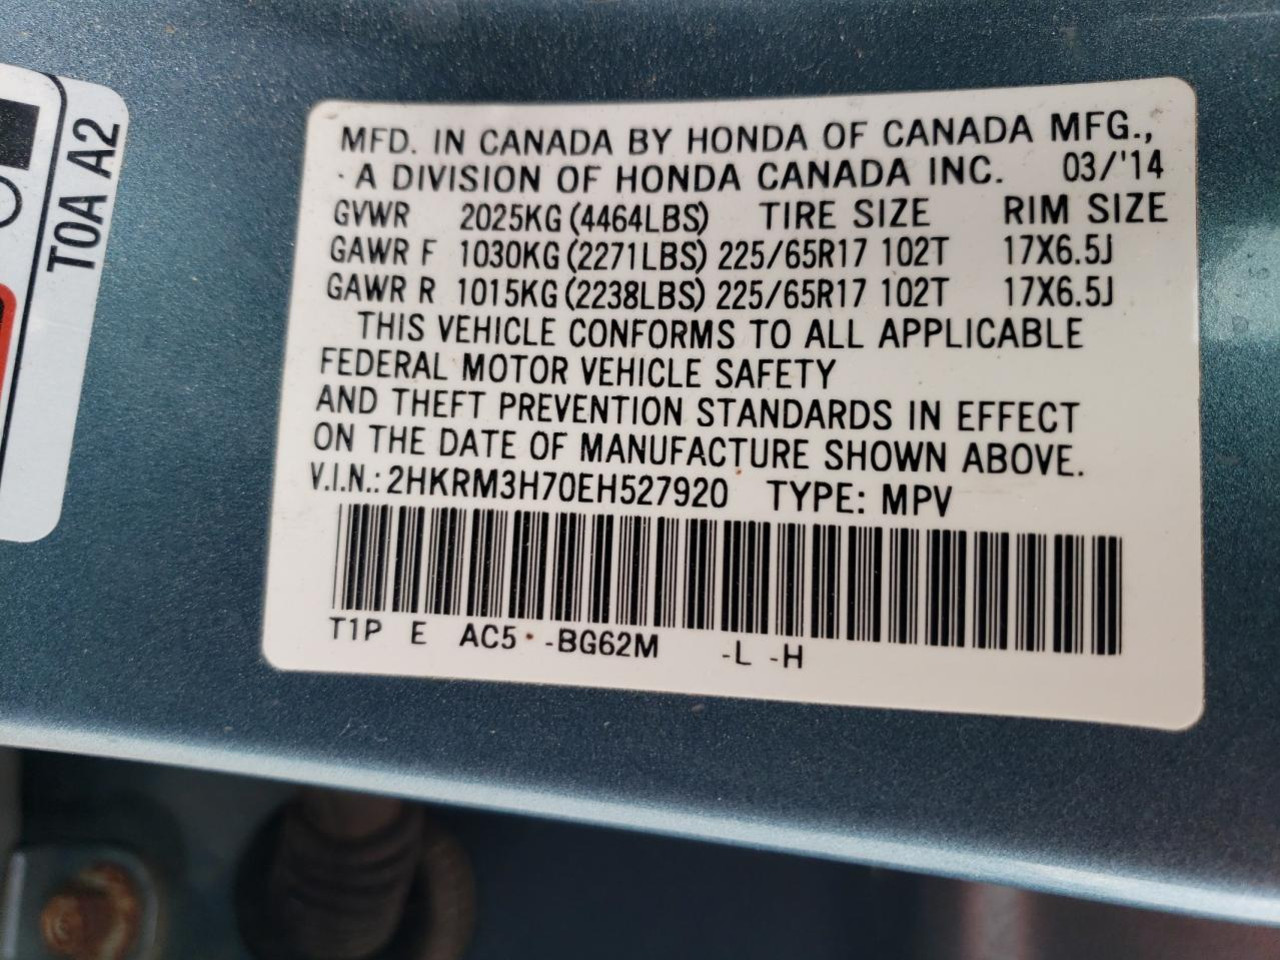 T0A A2
MFD. IN CANADA BY HONDA OF CANADA MFG.,
A DIVISION OF HONDA CANADA INC. 03/'14
GVWR 2025KG (4464LBS) TIRE SIZE RIM SIZE
GAWR F 1030KG (2271LBS) 225/65R17 102T 17X6.5J
GAWR R 1015KG (2238LBS) 225/65R17 102T 17X6.5J
THIS VEHICLE CONFORMS TO ALL APPLICABLE
FEDERAL MOTOR VEHICLE SAFETY
AND THEFT PREVENTION STANDARDS IN EFFECT
ON THE DATE OF MANUFACTURE SHOWN ABOVE.
V.I.N.: 2HKRM3H70EH527920 TYPE: MPV
T1P E AC5 -BG62M -L -H